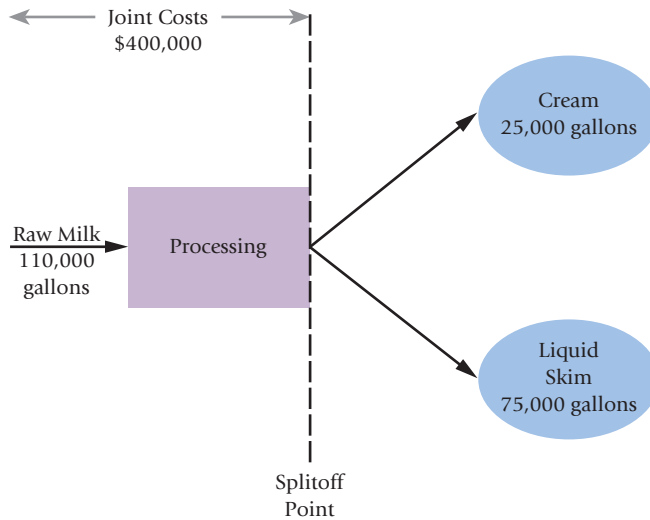 Joint Costs
$400,000
Cream
25,000 gallons
Raw Milk
110,000
gallons
Processing
Liquid
Skim
75,000 gallons
Splitoff
Point